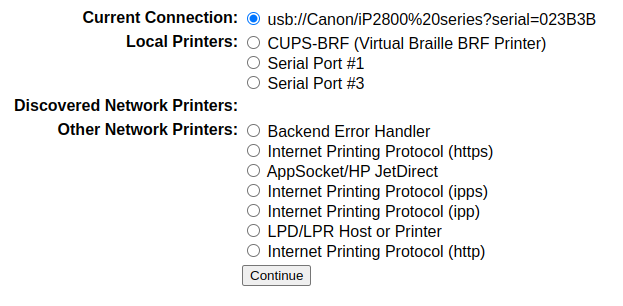 Current Connection: usb://Canon/iP2800%20series?serial=023B3B
Local Printers: CUPS-BRF (Virtual Braille BRF Printer)
Serial Port #1
Serial Port #3
Discovered Network Printers:
Other Network Printers: Backend Error Handler
Internet Printing Protocol (https)
AppSocket/HP JetDirect
Internet Printing Protocol (ipps)
Internet Printing Protocol (ipp)
LPD/LPR Host or Printer
Internet Printing Protocol (http)
Continue